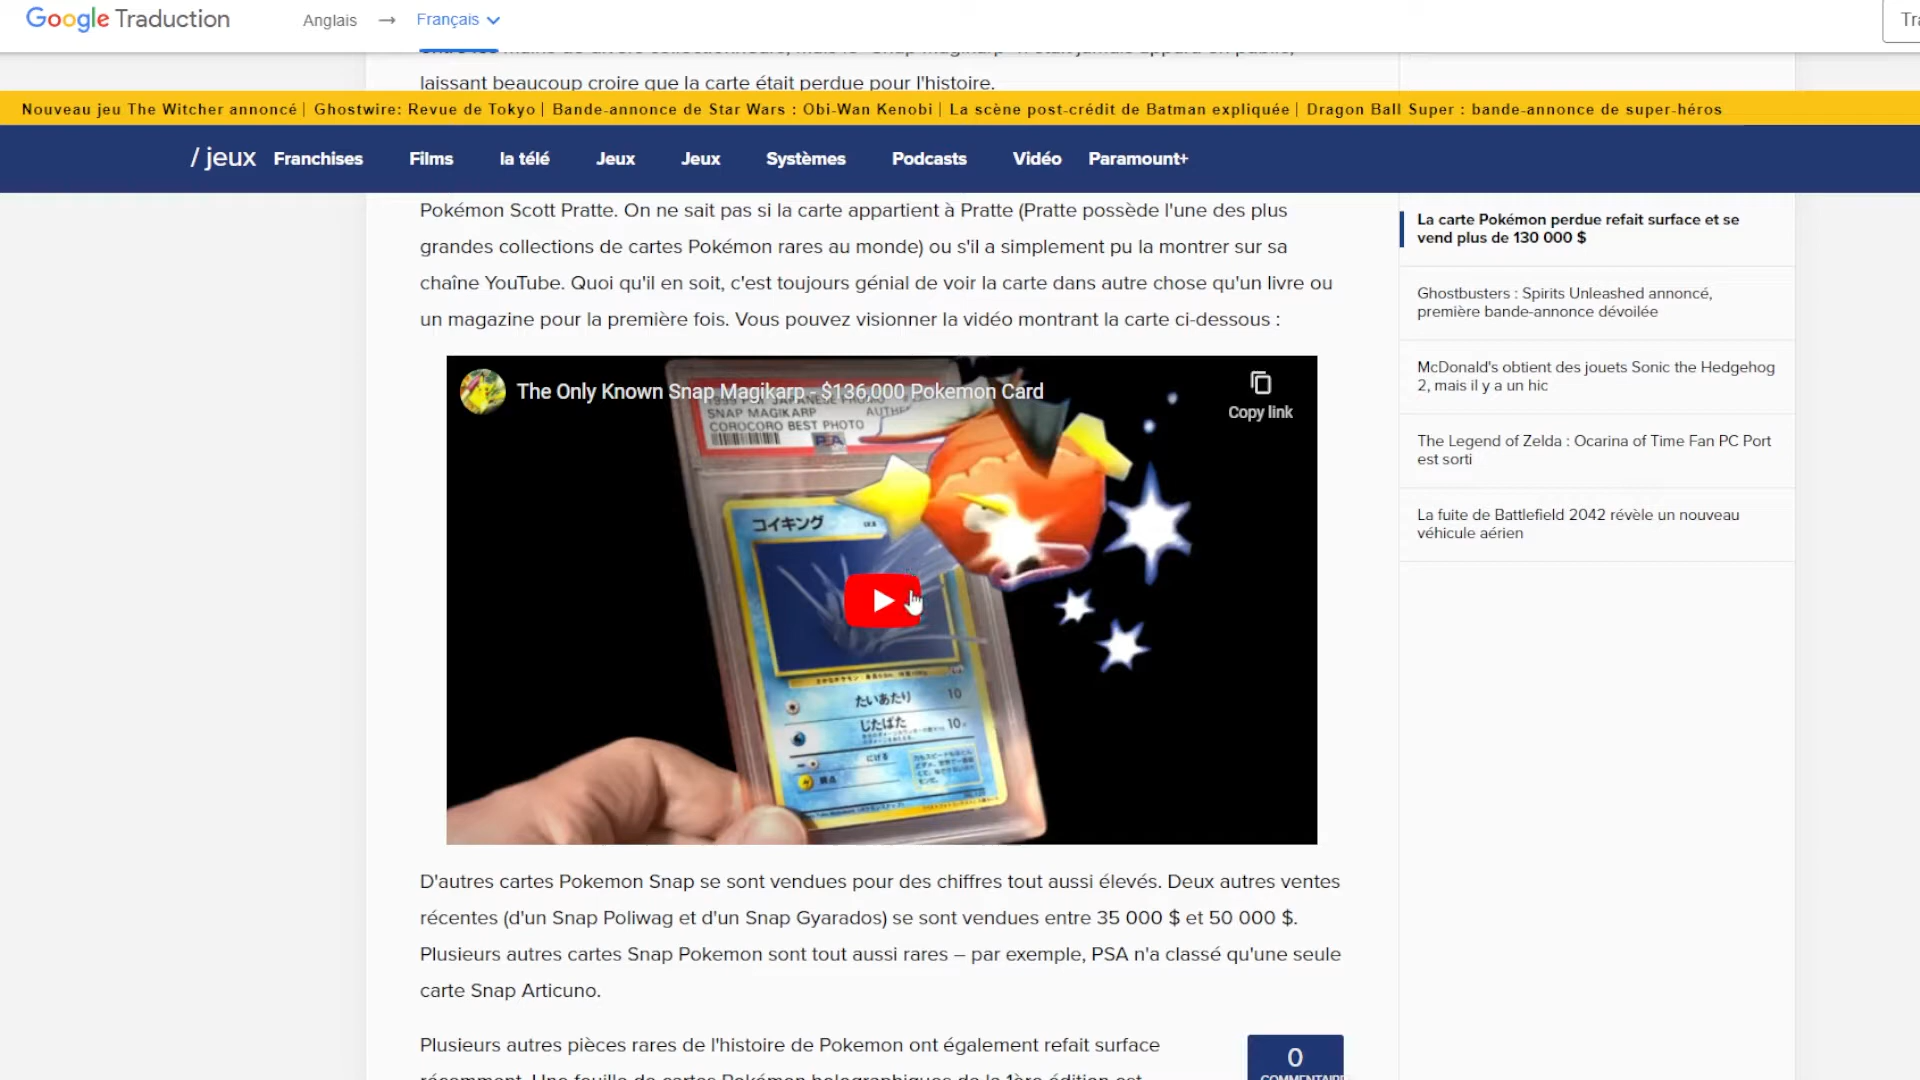 Google Traduction
Anglais → Français
Tra
laissant beaucoup croire que la carte était perdue pour l'histoire.
Nouveau jeu The Witcher annoncé | Ghostwire: Revue de Tokyo | Bande-annonce de Star Wars : Obi-Wan Kenobi | La scène post-crédit de Batman expliquée | Dragon Ball Super : bande-annonce de super-héros
/ jeux Franchises Films la télé Jeux Jeux Systèmes Podcasts Vidéo Paramount+
Pokémon Scott Pratte. On ne sait pas si la carte appartient à Pratte (Pratte possède l'une des plus
grandes collections de cartes Pokémon rares au monde) ou s'il a simplement pu la montrer sur sa
chaîne YouTube. Quoi qu'il en soit, c'est toujours génial de voir la carte dans autre chose qu'un livre ou
un magazine pour la première fois. Vous pouvez visionner la vidéo montrant la carte ci-dessous :
The Only Known Snap Magikarp - $136,000 Pokemon Card
Copy link
SNAP MAGIKARP
COROCORO BEST PHOTO
PSA
コイキング
たいあたり 10
じたばた 10
にげる
弱点
D'autres cartes Pokemon Snap se sont vendues pour des chiffres tout aussi élevés. Deux autres ventes
récentes (d'un Snap Poliwag et d'un Snap Gyarados) se sont vendues entre 35 000 $ et 50 000 $.
Plusieurs autres cartes Snap Pokemon sont tout aussi rares – par exemple, PSA n'a classé qu'une seule
carte Snap Articuno.
Plusieurs autres pièces rares de l'histoire de Pokemon ont également refait surface
récemment. Une feuille de cartes Pokémon holographiques de la 1ère édition est
0
COMMENTAIRE
La carte Pokémon perdue refait surface et se
vend plus de 130 000 $
Ghostbusters : Spirits Unleashed annoncé,
première bande-annonce dévoilée
McDonald's obtient des jouets Sonic the Hedgehog
2, mais il y a un hic
The Legend of Zelda : Ocarina of Time Fan PC Port
est sorti
La fuite de Battlefield 2042 révèle un nouveau
véhicule aérien